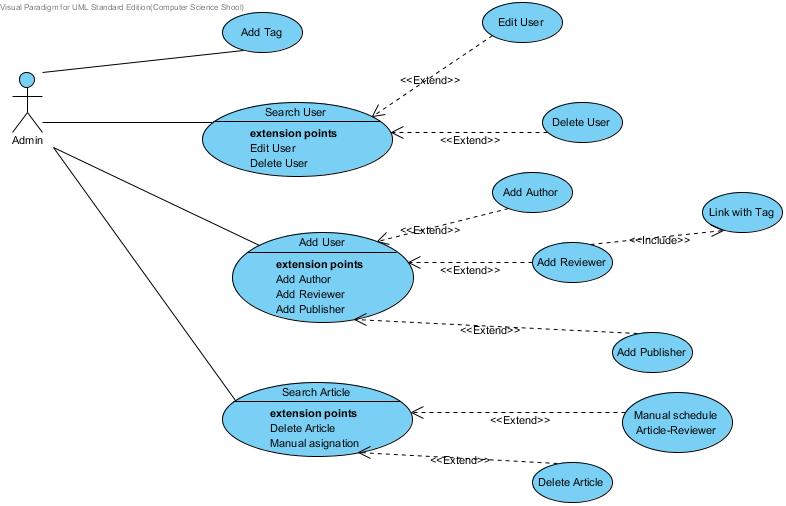 Visual Paradigm for UML Standard Edition(Computer Science Shool)
Add Tag
Edit User
<<Extend>>
Admin
Search User
extension points
Edit User
Delete User
Delete User
<<Extend>>
Add Author
<<Extend>>
Link with Tag
<<Include>>
Add User
extension points
Add Author
Add Reviewer
Add Publisher
Add Reviewer
<<Extend>>
<<Extend>>
Add Publisher
Search Article
extension points
Delete Article
Manual asignation
<<Extend>>
Manual schedule
Article-Reviewer
<<Extend>>
Delete Article